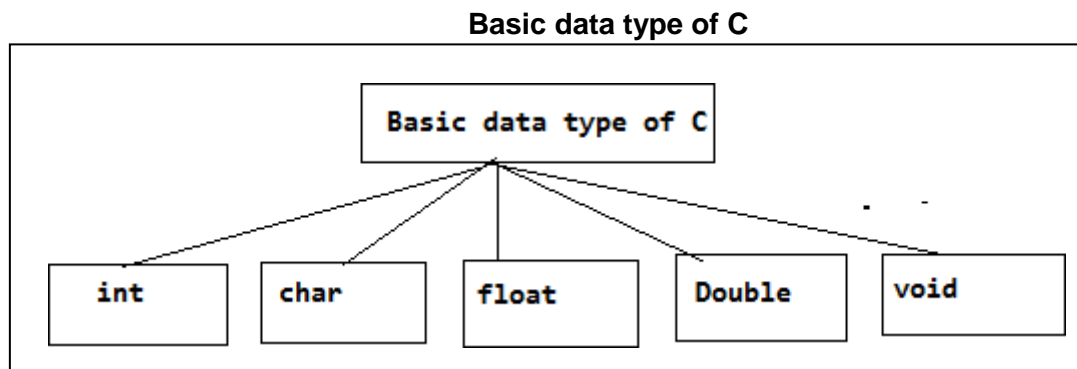 Basic data type of C
Basic data type of C
int
char
float
Double
void